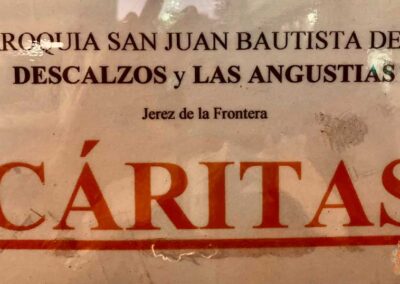 ROQUIA SAN JUAN BAUTISTA DE
DESCALZOS y LAS ANGUSTIAS
Jerez de la Frontera
CÁRITAS